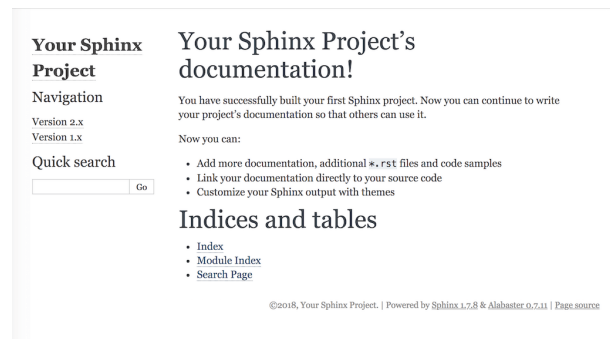 Your Sphinx
Project
Navigation
Version 2.x
Version 1.x
Quick search
Go
Your Sphinx Project's
documentation!
You have successfully built your first Sphinx project. Now you can continue to write
your project's documentation so that others can use it.
Now you can:
• Add more documentation, additional *.rst files and code samples
• Link your documentation directly to your source code
• Customize your Sphinx output with themes
Indices and tables
• Index
• Module Index
• Search Page
©2018, Your Sphinx Project. | Powered by Sphinx 1.7.8 & Alabaster 0.7.11 | Page source